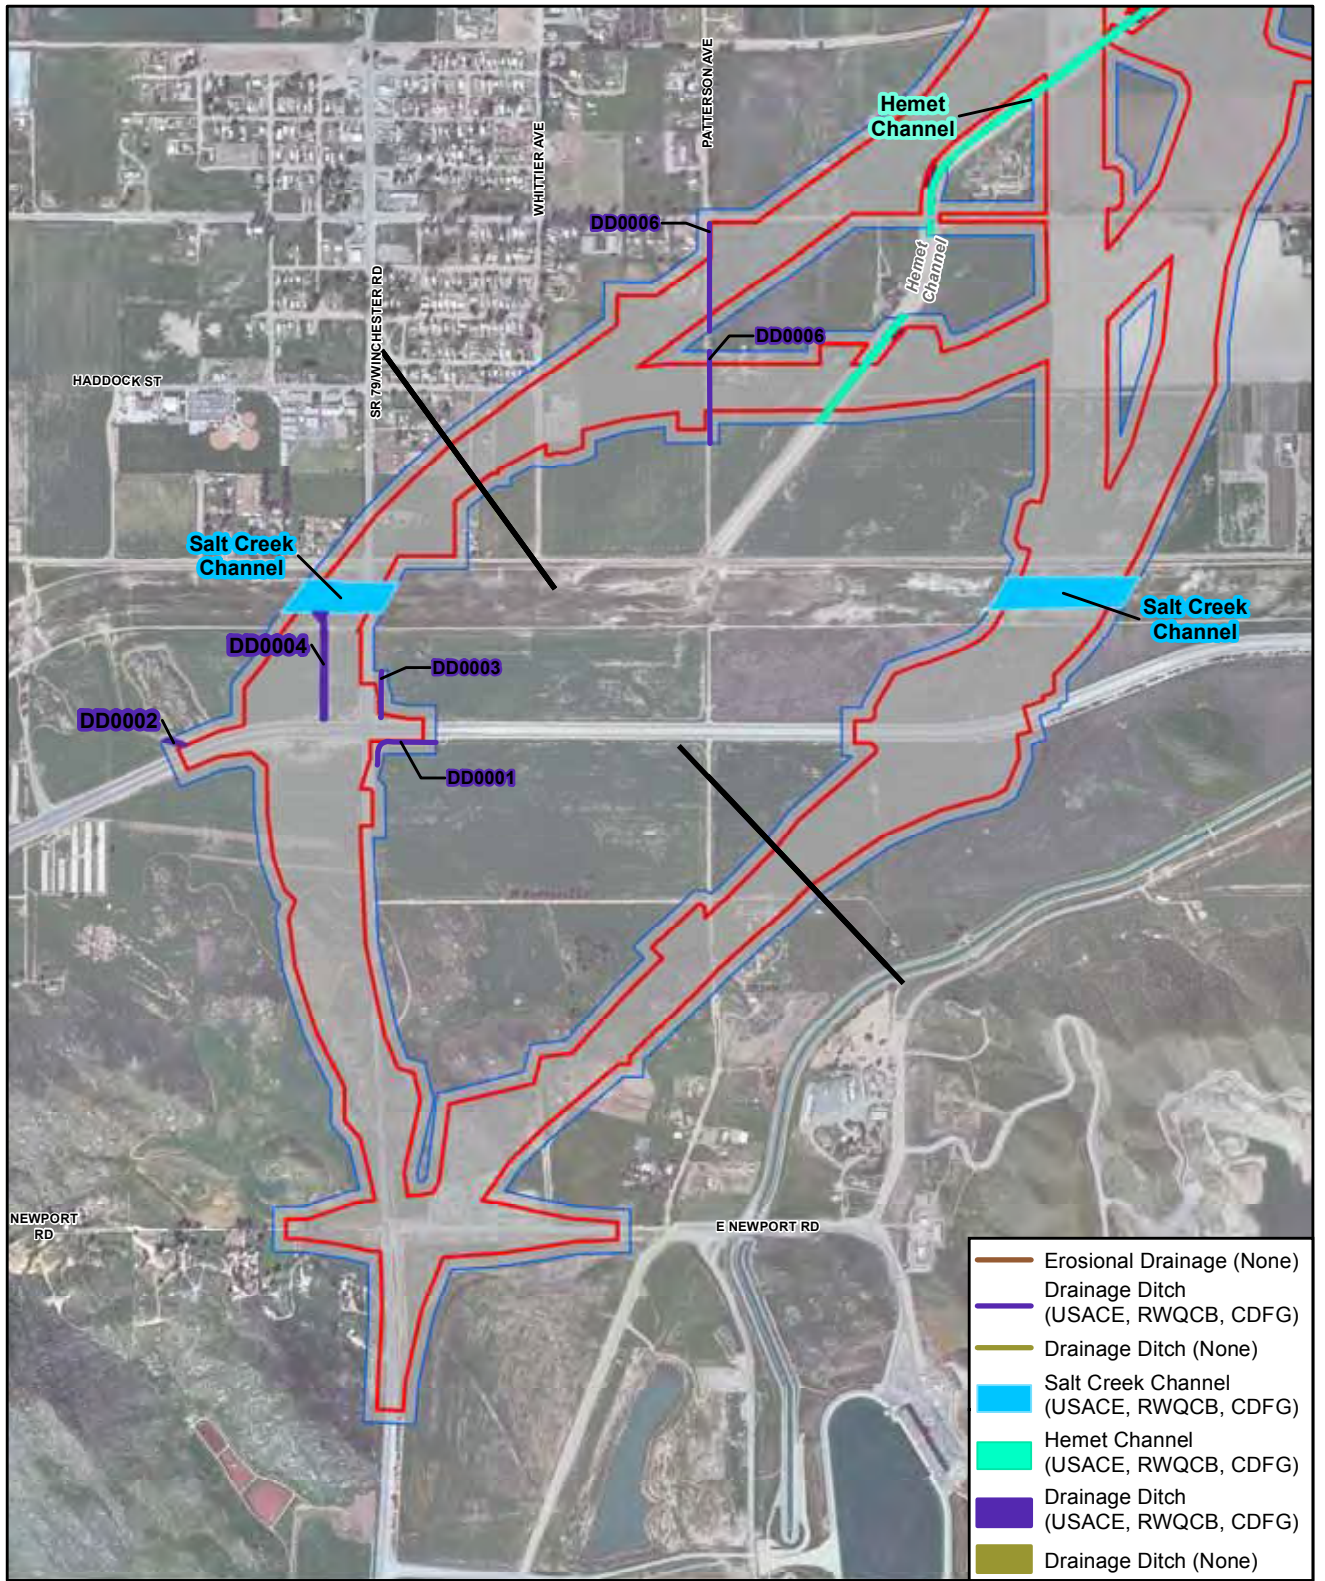 PATTERSON AVE
Hemet
Channel
WHITTIER AVE
DD0006
SR 79/WINCHESTER RD
Hemet
Channel
DD0006
HADDOCK ST
Salt Creek
Channel
Salt Creek
Channel
DD0004
DD0003
DD0002
DD0001
NEWPORT
RD
E NEWPORT RD
Erosional Drainage (None)
Drainage Ditch
(USACE, RWQCB, CDFG)
Drainage Ditch (None)
Salt Creek Channel
(USACE, RWQCB, CDFG)
Hemet Channel
(USACE, RWQCB, CDFG)
Drainage Ditch
(USACE, RWQCB, CDFG)
Drainage Ditch (None)